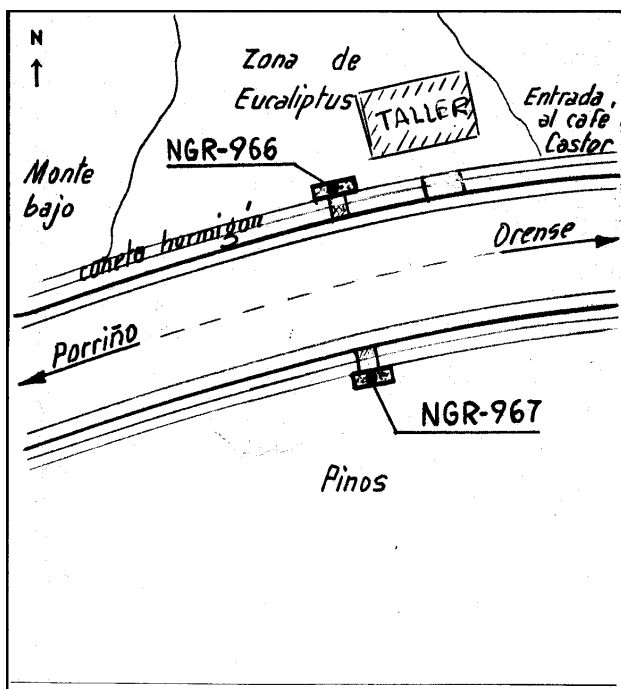 N
Zona de
Eucaliptus
TALLER
Entrada
al cafe
Castor
NGR-966
Monte
bajo
cuneta hormigón
Orense
Porriño
NGR-967
Pinos